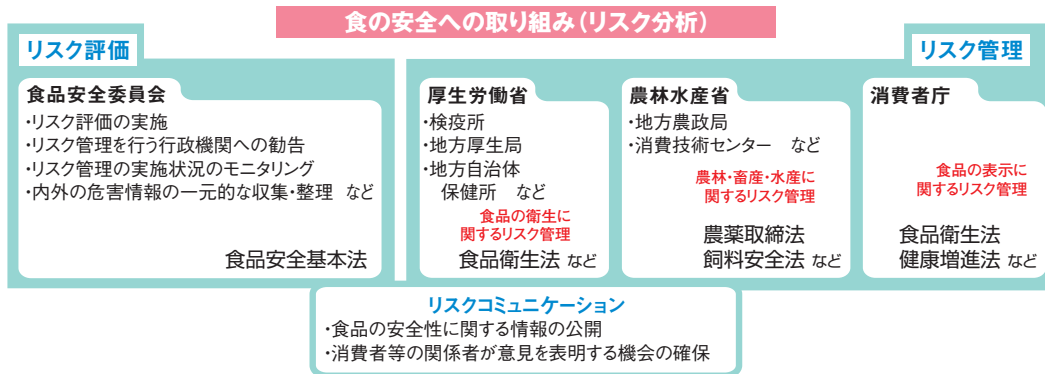 食の安全への取り組み(リスク分析)
リスク評価
食品安全委員会
・リスク評価の実施
・リスク管理を行う行政機関への勧告
・リスク管理の実施状況のモニタリング
・内外の危害情報の一元的な収集・整理 など
食品安全基本法
リスク管理
厚生労働省
・検疫所
・地方厚生局
・地方自治体
保健所 など
食品の衛生に
関するリスク管理
食品衛生法 など
農林水産省
・地方農政局
・消費技術センター など
農林・畜産・水産に
関するリスク管理
農薬取締法
飼料安全法 など
消費者庁
食品の表示に
関するリスク管理
食品衛生法
健康増進法 など
リスクコミュニケーション
・食品の安全性に関する情報の公開
・消費者等の関係者が意見を表明する機会の確保